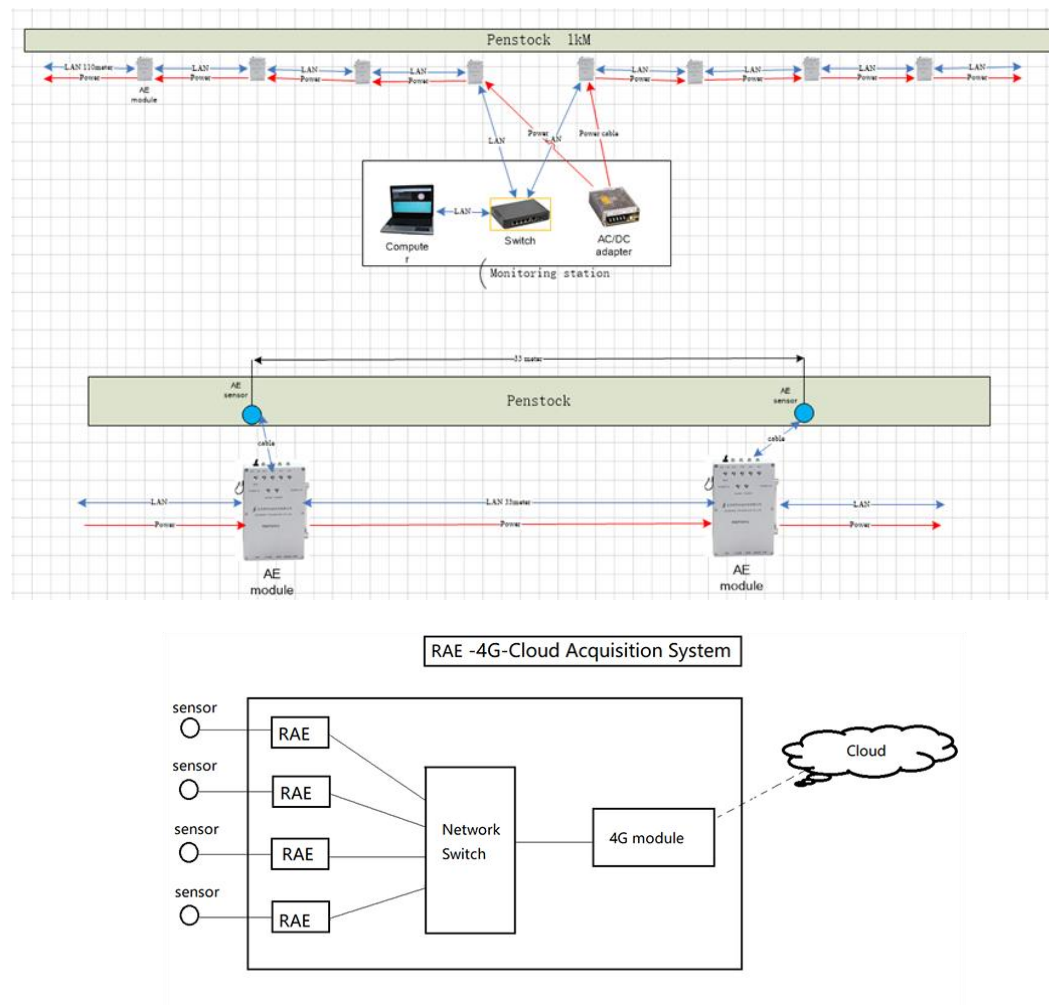 Penstock 1kM
LAN 110meter
LAN
LAN
LAN
LAN
LAN
LAN
LAN
Power
Power
Power
Power
Power
Power
Power
Power
AE
module
LAN
Power
LAN
Power cable
LAN
Compute
r
Switch
AC/DC
adapter
(Monitoring station
33 meter
AE
sensor
Penstock
AE
sensor
cable
cable
LAN
LAN 33meter
LAN
Power
Power
Power
AE
module
AE
module
RAE -4G-Cloud Acquisition System
sensor
RAE
sensor
RAE
sensor
RAE
sensor
RAE
Network
Switch
4G module
Cloud